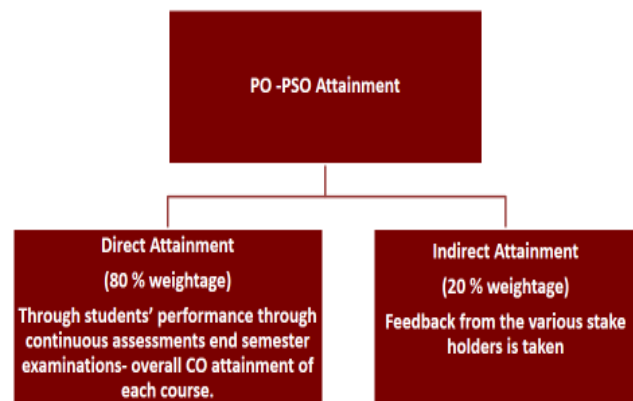 PO -PSO Attainment
Direct Attainment
(80 % weightage)
Through students' performance through
continuous assessments end semester
examinations- overall CO attainment of
each course.
Indirect Attainment
(20 % weightage)
Feedback from the various stake
holders is taken